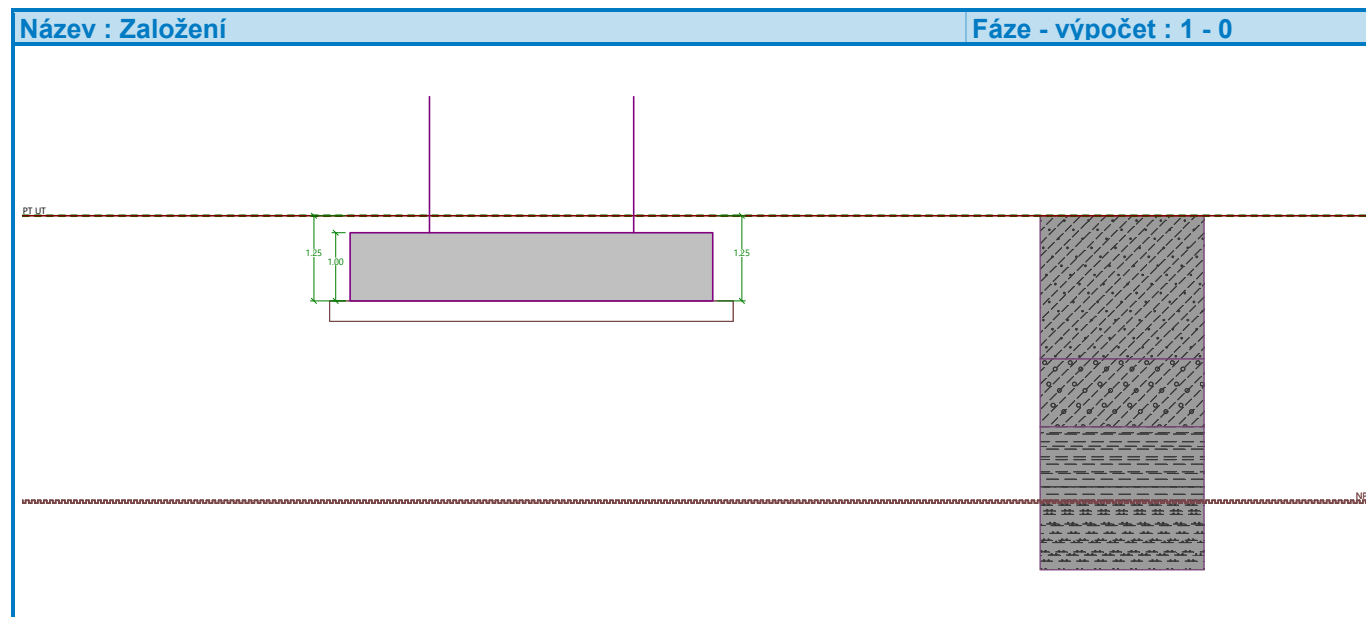 Název : Založení
Fáze - výpočet : 1 - 0
PT UT
1.25
1.00
1.25